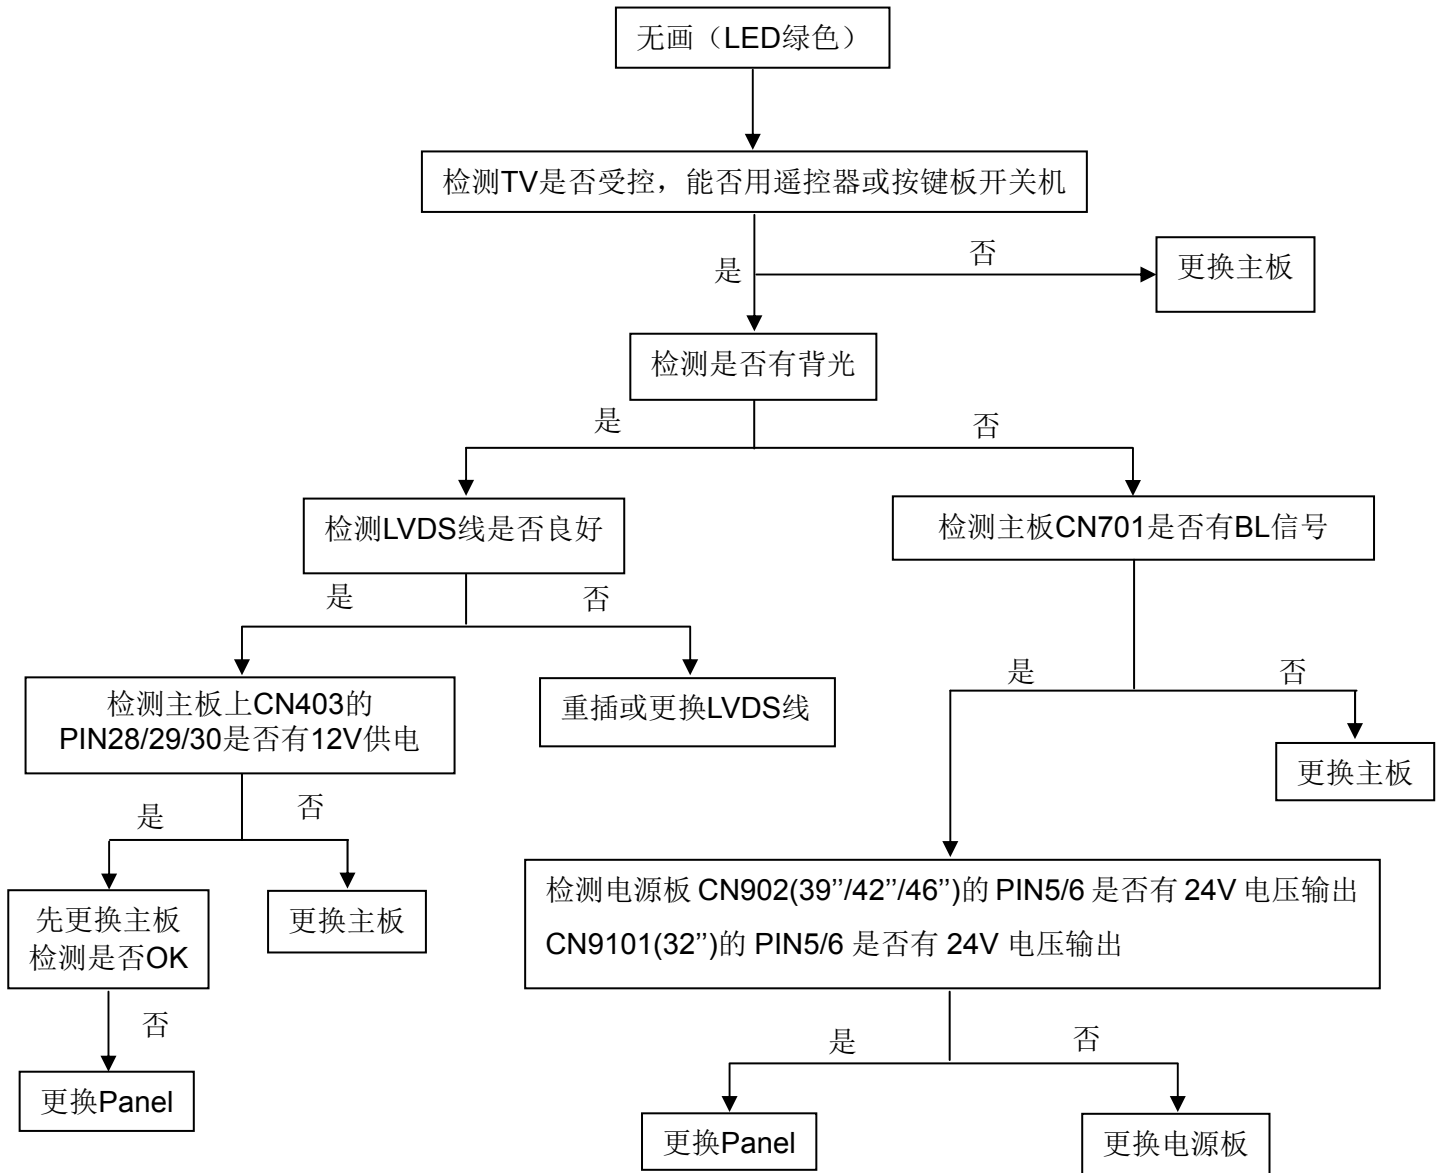 无画（LED绿色）
检测TV是否受控，能否用遥控器或按键板开关机
是
否
更换主板
检测是否有背光
是
否
检测LVDS线是否良好
检测主板CN701是否有BL信号
是
否
是
否
检测主板上CN403的
PIN28/29/30是否有12V供电
重插或更换LVDS线
更换主板
是
否
先更换主板
检测是否OK
更换主板
检测电源板 CN902(39’’/42’’/46’’)的 PIN5/6 是否有 24V 电压输出
CN9101(32’’)的 PIN5/6 是否有 24V 电压输出
否
是
否
更换Panel
更换Panel
更换电源板